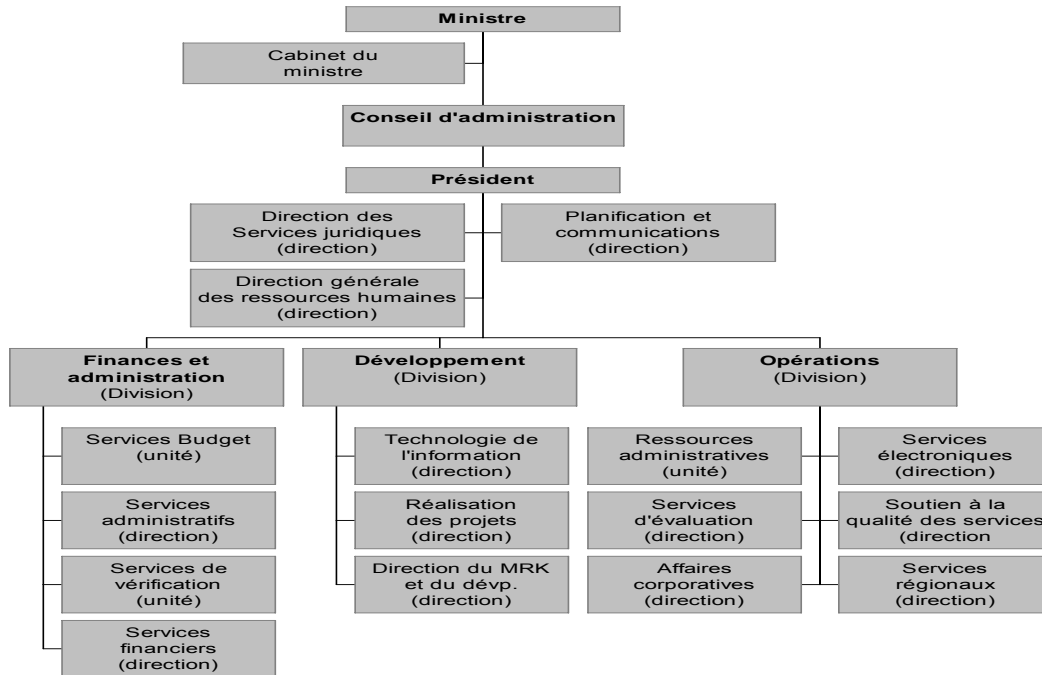 Ministre
Cabinet du
ministre
Conseil d'administration
Président
Direction des
Services juridiques
(direction)
Planification et
communications
(direction)
Direction générale
des ressources humaines
(direction)
Finances et
administration
(Division)
Développement
(Division)
Opérations
(Division)
Services Budget
(unité)
Services
administratifs
(direction)
Services de
vérification
(unité)
Services
financiers
(direction)
Technologie de
l'information
(direction)
Réalisation
des projets
(direction)
Direction du MRK
et du dévp.
(direction)
Ressources
administratives
(unité)
Services
d'évaluation
(direction)
Affaires
corporatives
(direction)
Services
électroniques
(direction)
Soutien à la
qualité des services
(direction
Services
régionaux
(direction)